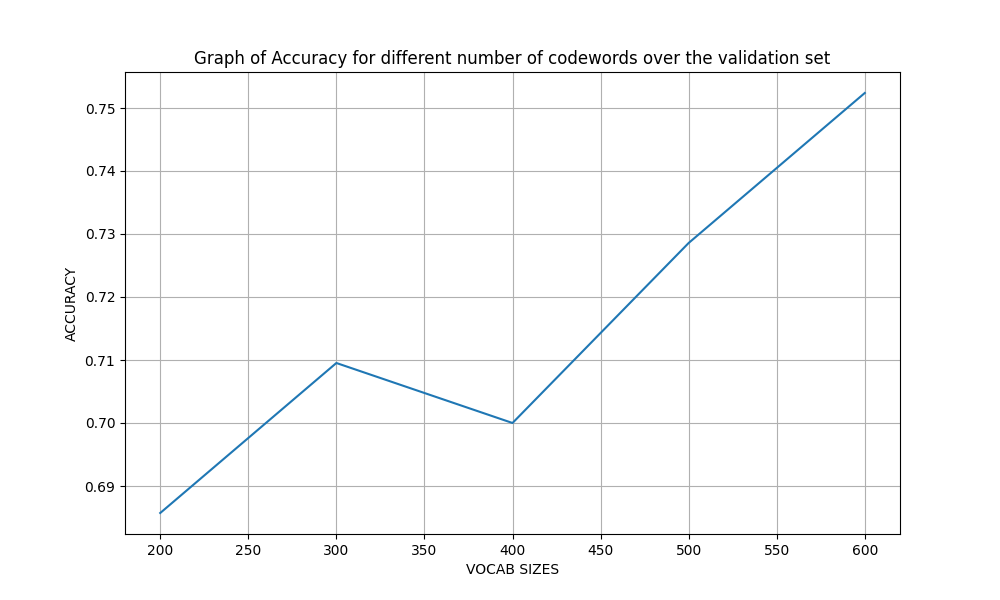 Graph of Accuracy for different number of codewords over the validation set
0.75
0.74
0.73
0.72
0.71
0.70
0.69
ACCURACY
200 250 300 350 400 450 500 550 600
VOCAB SIZES